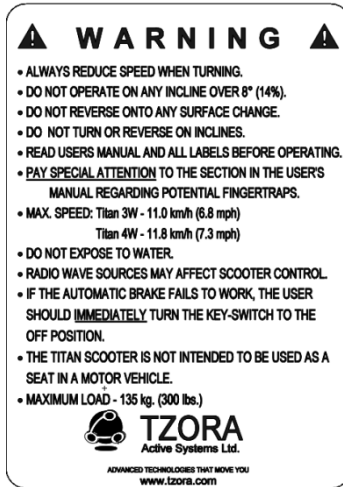 WARNING
• ALWAYS REDUCE SPEED WHEN TURNING.
• DO NOT OPERATE ON ANY INCLINE OVER 8° (14%).
• DO NOT REVERSE ONTO ANY SURFACE CHANGE.
• DO NOT TURN OR REVERSE ON INCLINES.
• READ USERS MANUAL AND ALL LABELS BEFORE OPERATING.
• PAY SPECIAL ATTENTION TO THE SECTION IN THE USER'S
MANUAL REGARDING POTENTIAL FINGERTRAPS.
• MAX. SPEED: Titan 3W - 11.0 km/h (6.8 mph)
Titan 4W - 11.8 km/h (7.3 mph)
• DO NOT EXPOSE TO WATER.
• RADIO WAVE SOURCES MAY AFFECT SCOOTER CONTROL.
• IF THE AUTOMATIC BRAKE FAILS TO WORK, THE USER
SHOULD IMMEDIATELY TURN THE KEY-SWITCH TO THE
OFF POSITION.
• THE TITAN SCOOTER IS NOT INTENDED TO BE USED AS A
SEAT IN A MOTOR VEHICLE.
• MAXIMUM LOAD - 135 kg. (300 lbs.)
TZORA
Active Systems Ltd.
ADVANCED TECHNOLOGIES THAT MOVE YOU
www.tzora.com